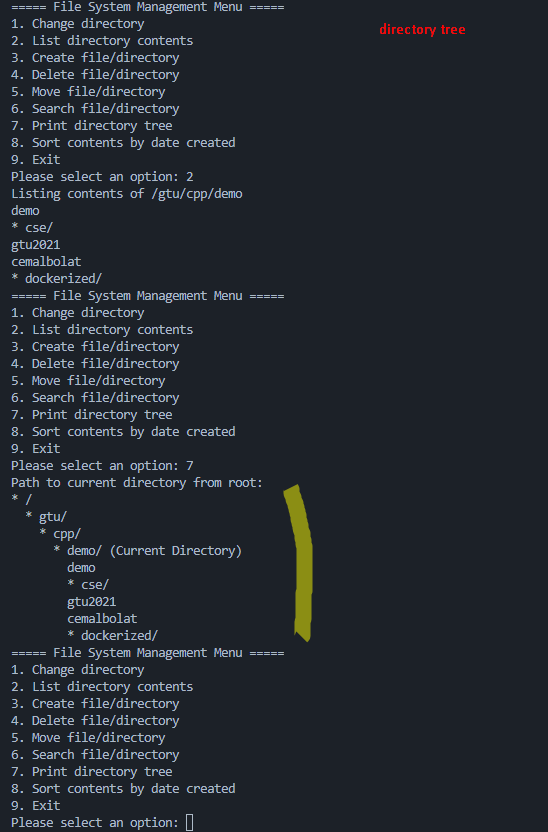 ===== File System Management Menu =====
directory tree
1. Change directory
2. List directory contents
3. Create file/directory
4. Delete file/directory
5. Move file/directory
6. Search file/directory
7. Print directory tree
8. Sort contents by date created
9. Exit
Please select an option: 2
Listing contents of /gtu/cpp/demo
demo
* cse/
gtu2021
cemalbolat
* dockerized/
===== File System Management Menu =====
1. Change directory
2. List directory contents
3. Create file/directory
4. Delete file/directory
5. Move file/directory
6. Search file/directory
7. Print directory tree
8. Sort contents by date created
9. Exit
Please select an option: 7
Path to current directory from root:
* /
  * gtu/
    * cpp/
      * demo/ (Current Directory)
        demo
        * cse/
        gtu2021
        cemalbolat
        * dockerized/
===== File System Management Menu =====
1. Change directory
2. List directory contents
3. Create file/directory
4. Delete file/directory
5. Move file/directory
6. Search file/directory
7. Print directory tree
8. Sort contents by date created
9. Exit
Please select an option: